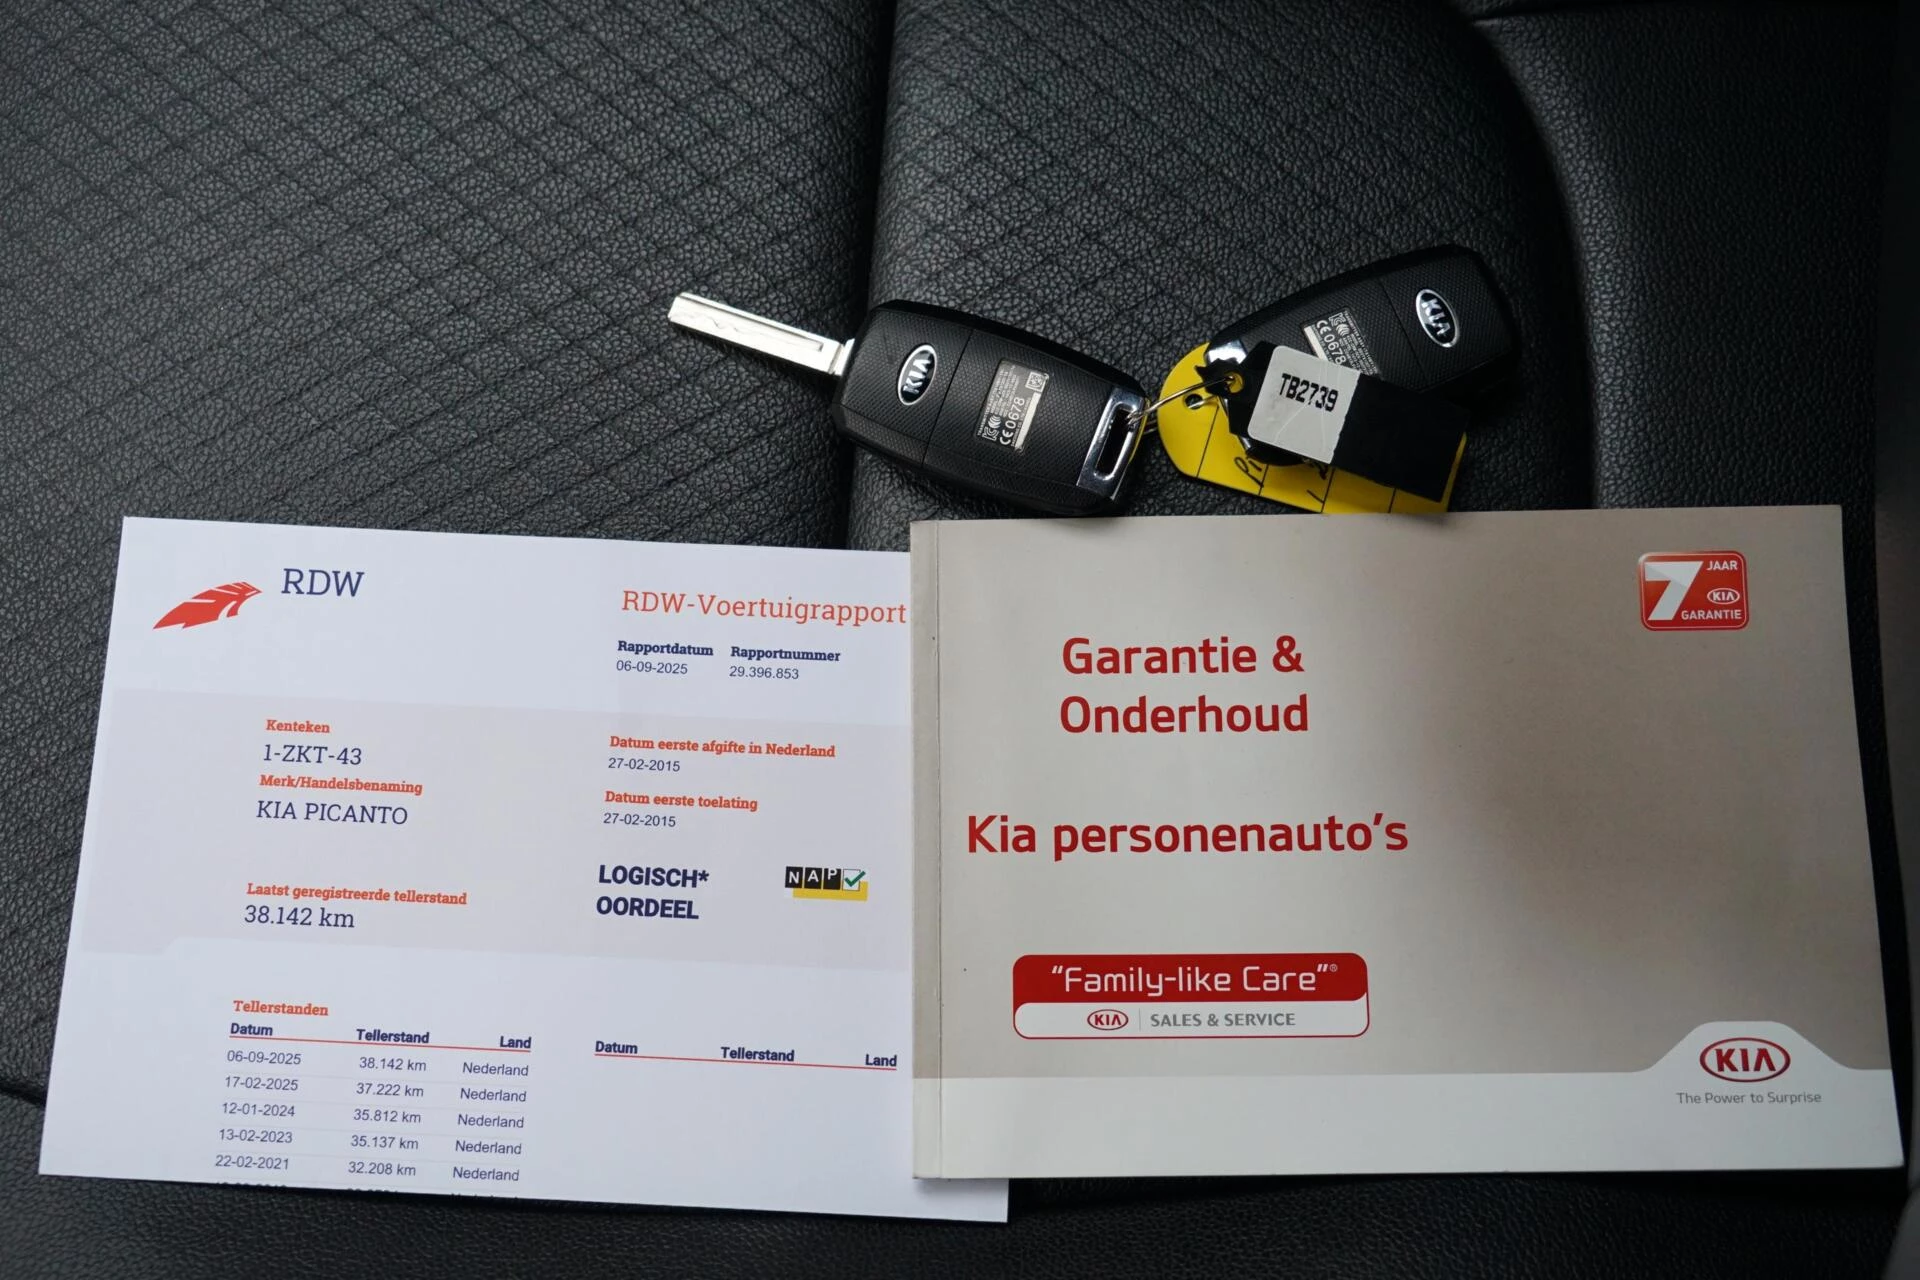 KIA
CE0678
KIA
CE0678
TB2739
RDW
RDW-Voertuigrapport
Rapportdatum Rapportnummer
06-09-2025 29.396.853
Kenteken
1-ZKT-43
Merk/Handelsbenaming
KIA PICANTO
Datum eerste afgifte in Nederland
27-02-2015
Datum eerste toelating
27-02-2015
Laatst geregistreerde tellerstand
38.142 km
LOGISCH*
OORDEEL
NAP
Tellerstanden
Datum Tellerstand Land
06-09-2025 38.142 km Nederland
17-02-2025 37.222 km Nederland
12-01-2024 35.812 km Nederland
13-02-2023 35.137 km Nederland
22-02-2021 32.208 km Nederland
Datum Tellerstand Land
7 JAAR
KIA
GARANTIE
Garantie &
Onderhoud
Kia personenauto's
"Family-like Care"®
KIA SALES & SERVICE
KIA
The Power to Surprise